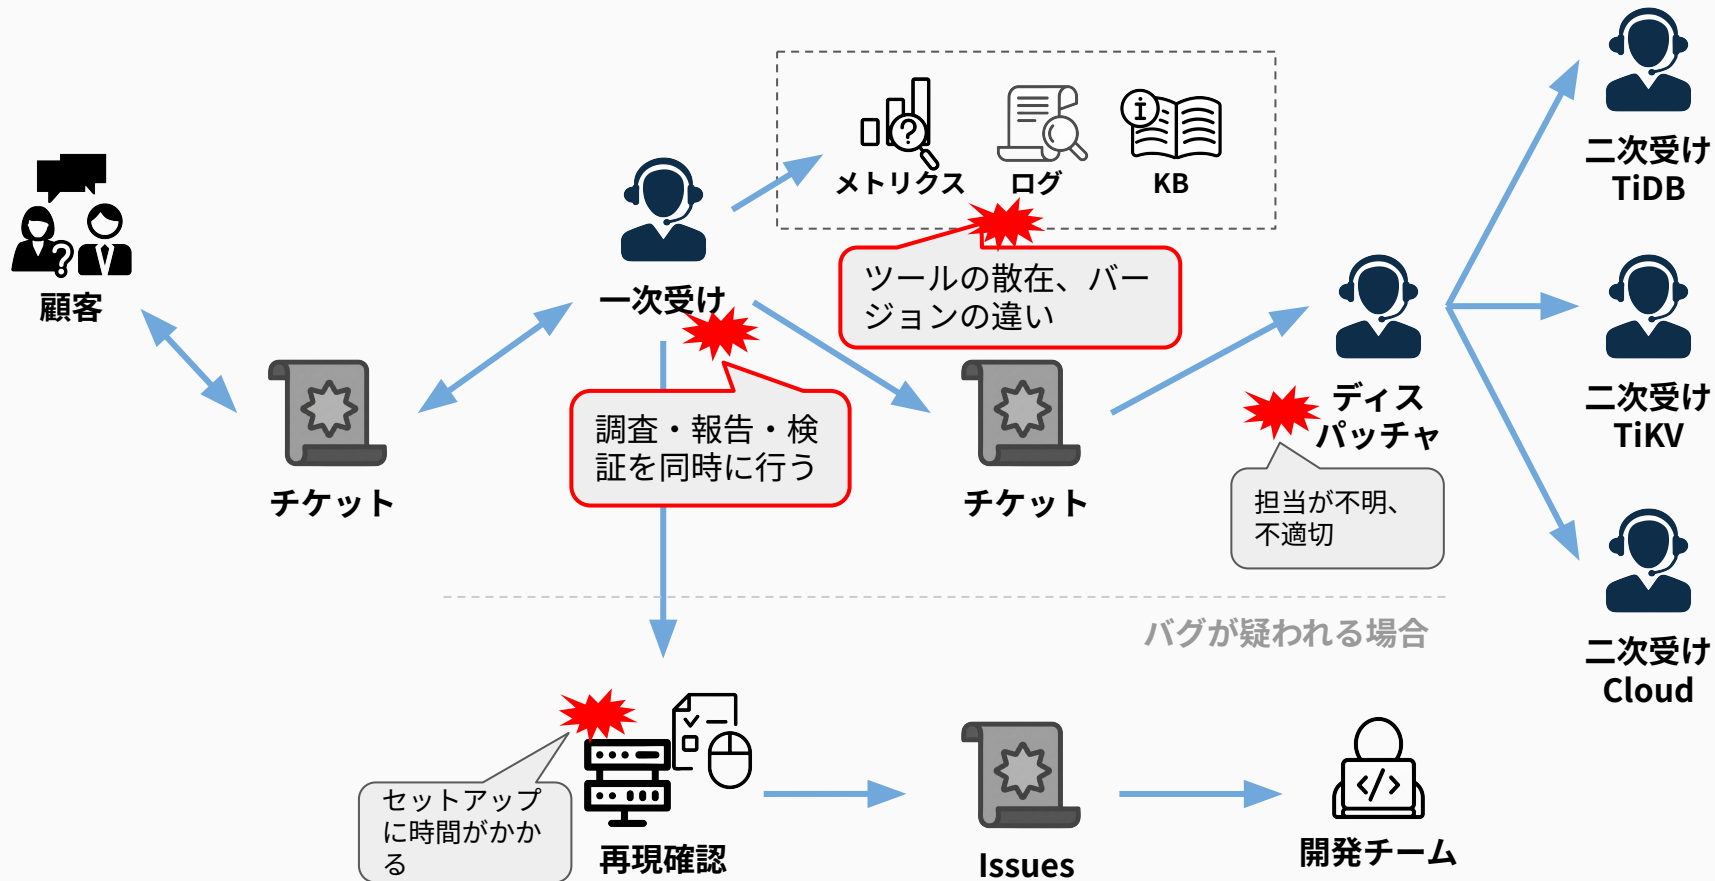 顧客
チケット
一次受け
メトリクス
ログ
KB
ツールの散在、バー
ジョンの違い
調査・報告・検
証を同時に行う
チケット
ディス
パッチャ
担当が不明、
不適切
二次受け
TiDB
二次受け
TiKV
二次受け
Cloud
バグが疑われる場合
セットアップ
に時間がかか
る
再現確認
Issues
開発チーム